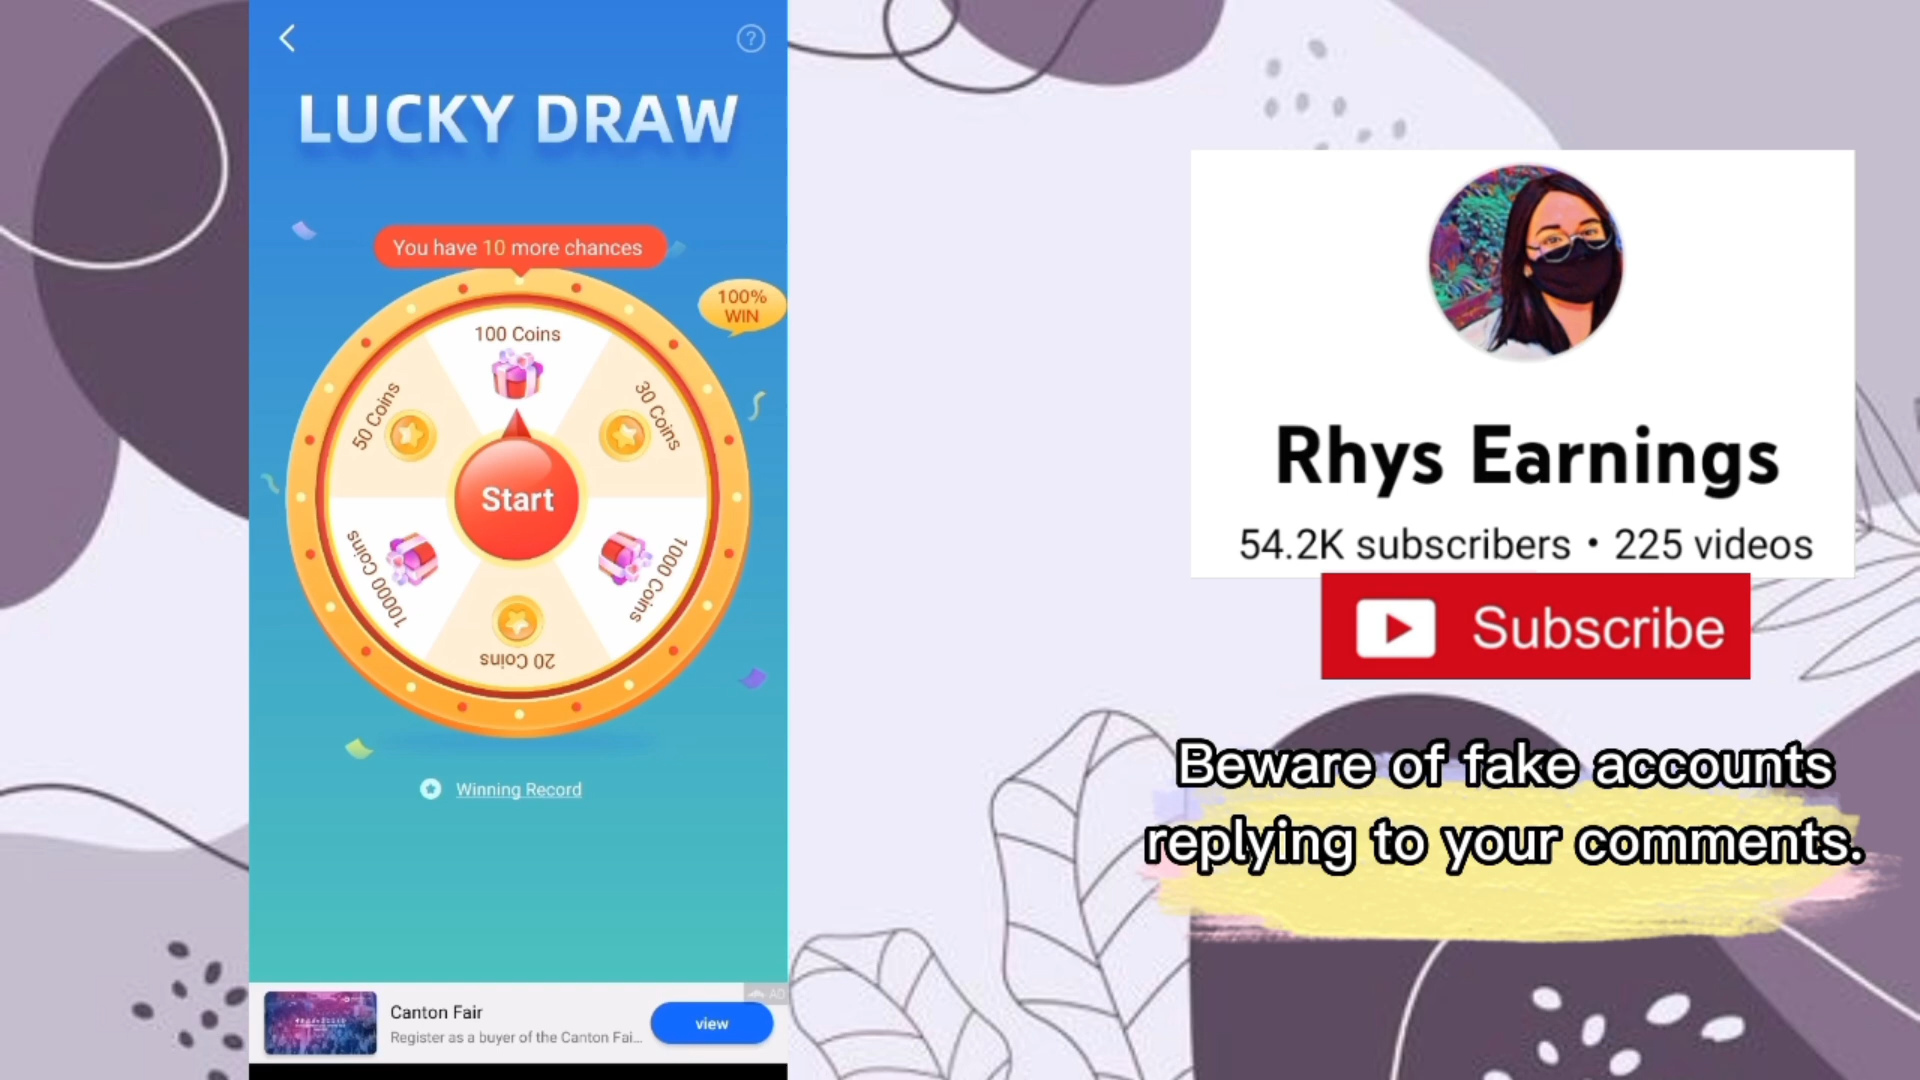 LUCKY DRAW
You have 10 more chances
100%
WIN
100 Coins
50 Coins
30 Coins
Start
10000 Coins
1000 Coins
20 Coins
Winning Record
AD
Canton Fair
Register as a buyer of the Canton Fai...
view
Rhys Earnings
54.2K subscribers • 225 videos
Subscribe
Beware of fake accounts
replying to your comments.